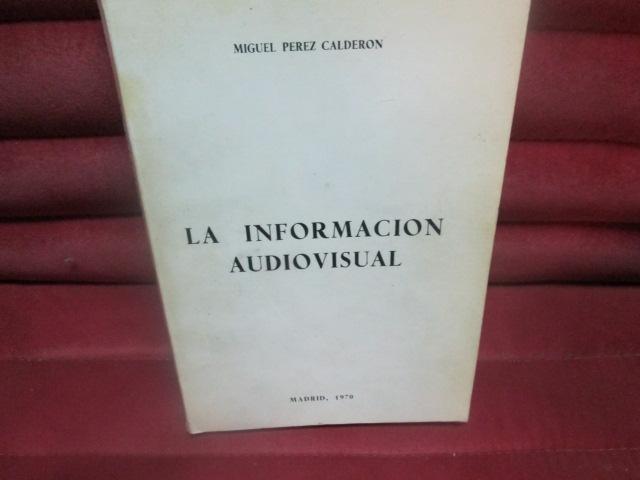 MIGUEL PEREZ CALDERON
LA INFORMACION
AUDIOVISUAL
MADRID, 1970